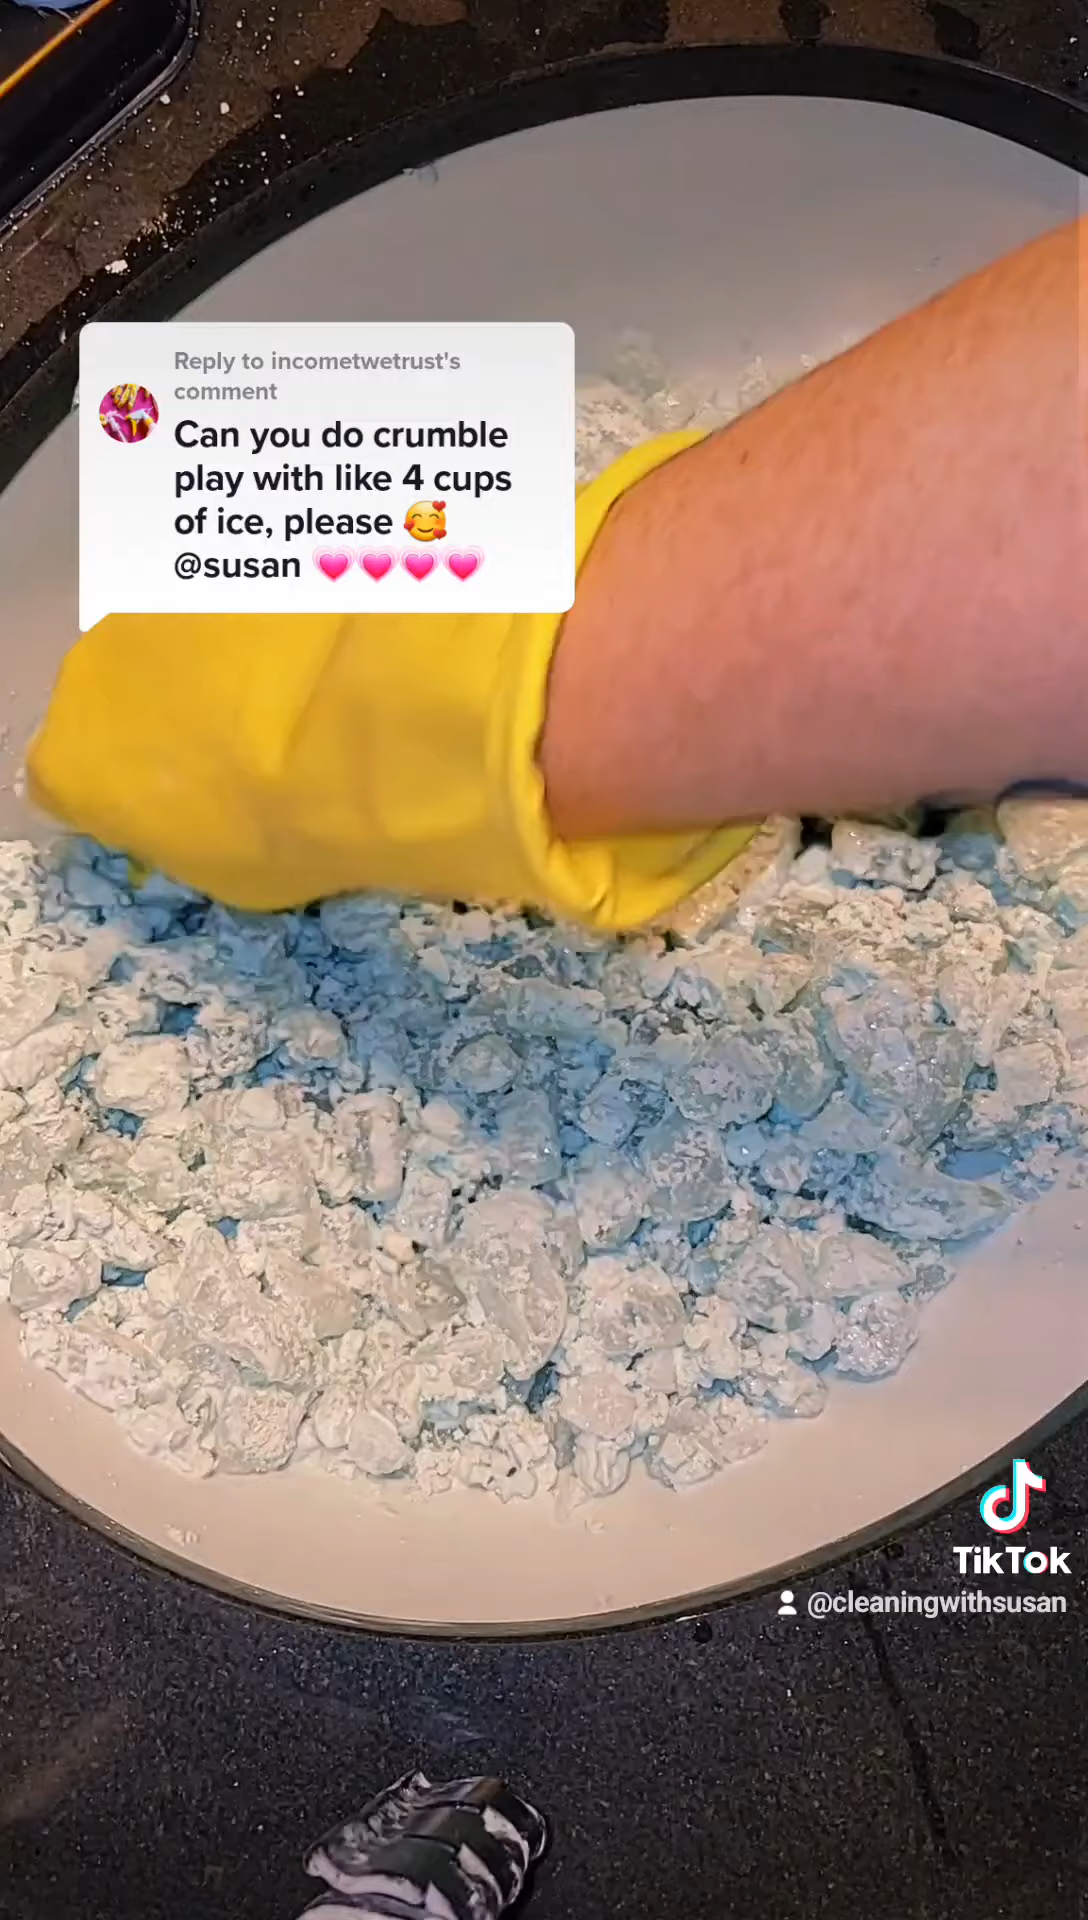 Reply to incometwetrust's
comment
Can you do crumble
play with like 4 cups
of ice, please 🥰
@susan 💗💗💗💗
TikTok
@cleaningwithsusan